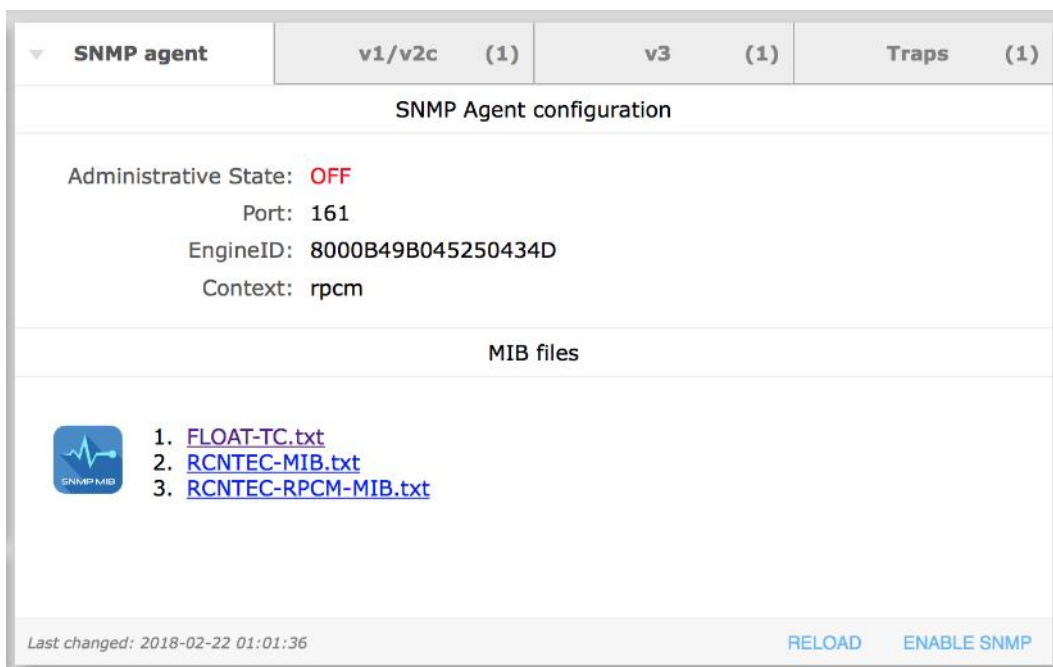 SNMP agent v1/v2c (1) v3 (1) Traps (1)
SNMP Agent configuration
Administrative State: OFF
Port: 161
EngineID: 8000B49B045250434D
Context: rpcm
MIB files
SNMP MIB
1. FLOAT-TC.txt
2. RCNTEC-MIB.txt
3. RCNTEC-RPCM-MIB.txt
Last changed: 2018-02-22 01:01:36 RELOAD ENABLE SNMP